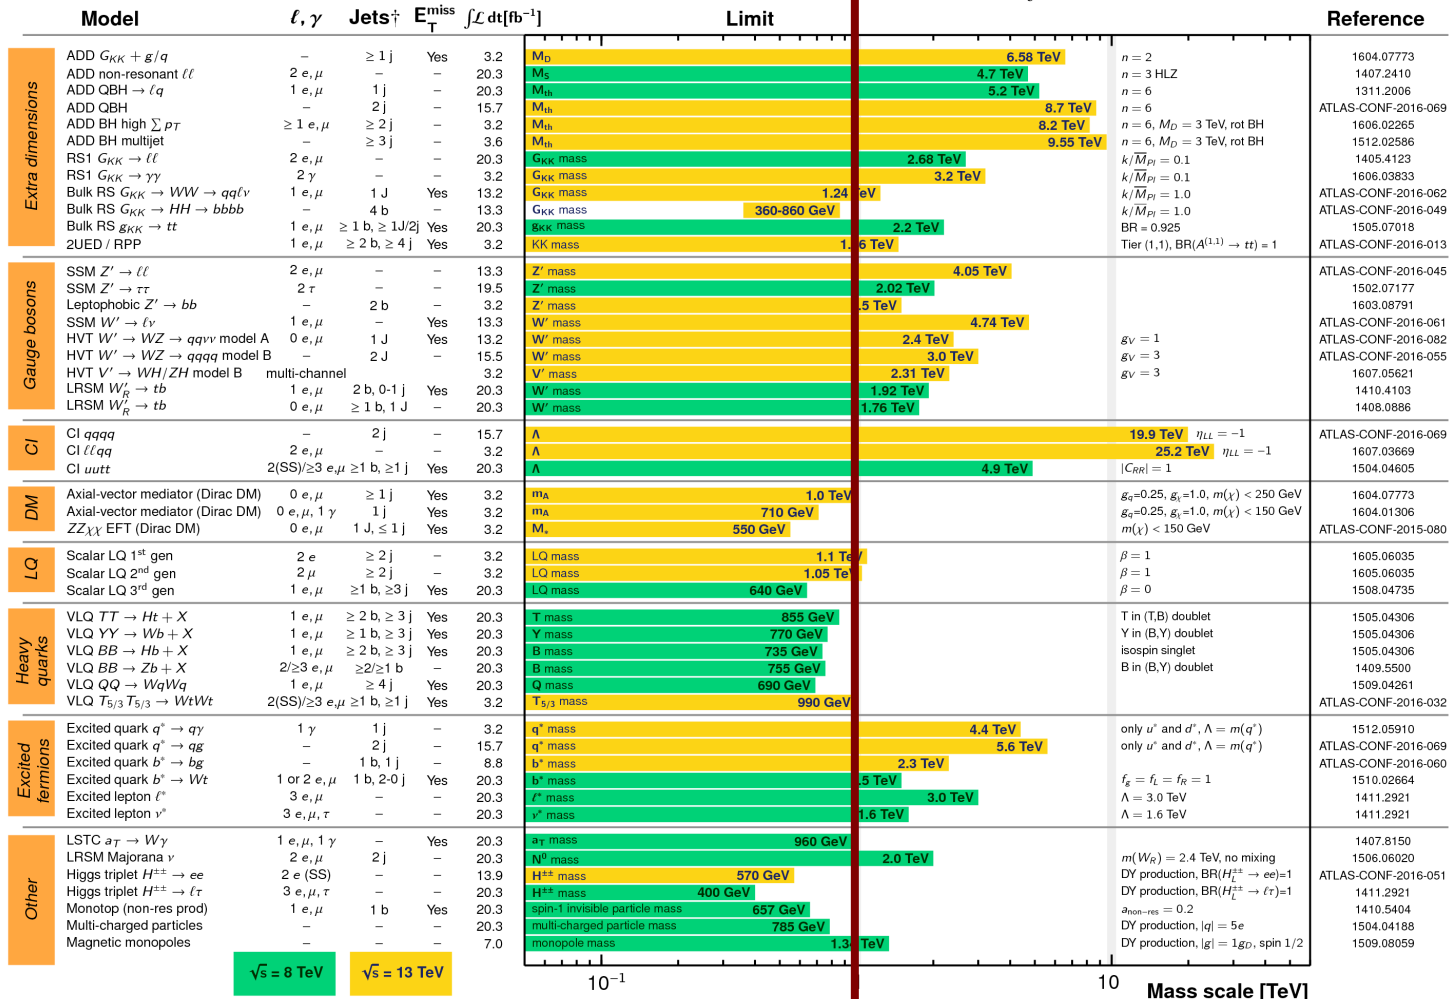 Model ℓ, γ Jets† E_T^miss ∫ℒ dt[fb⁻¹] Limit Reference
Extra dimensions
ADD G_KK + g/q – ≥ 1 j Yes 3.2 M_D 6.58 TeV n = 2 1604.07773
ADD non-resonant ℓℓ 2 e, μ – – 20.3 M_S 4.7 TeV n = 3 HLZ 1407.2410
ADD QBH → ℓq 1 e, μ 1 j – 20.3 M_th 5.2 TeV n = 6 1311.2006
ADD QBH – 2 j – 15.7 M_th 8.7 TeV n = 6 ATLAS-CONF-2016-069
ADD BH high ∑ p_T ≥ 1 e, μ ≥ 2 j – 3.2 M_th 8.2 TeV n = 6, M_D = 3 TeV, rot BH 1606.02265
ADD BH multijet – ≥ 3 j – 3.6 M_th 9.55 TeV n = 6, M_D = 3 TeV, rot BH 1512.02586
RS1 G_KK → ℓℓ 2 e, μ – – 20.3 G_KK mass 2.68 TeV k/M̄_Pl = 0.1 1405.4123
RS1 G_KK → γγ 2 γ – – 3.2 G_KK mass 3.2 TeV k/M̄_Pl = 0.1 1606.03833
Bulk RS G_KK → WW → qqℓν 1 e, μ 1 J Yes 13.2 G_KK mass 1.24 TeV k/M̄_Pl = 1.0 ATLAS-CONF-2016-062
Bulk RS G_KK → HH → bbbb – 4 b – 13.3 G_KK mass 360-860 GeV k/M̄_Pl = 1.0 ATLAS-CONF-2016-049
Bulk RS g_KK → tt 1 e, μ ≥ 1 b, ≥ 1J/2j Yes 20.3 g_KK mass 2.2 TeV BR = 0.925 1505.07018
2UED / RPP 1 e, μ ≥ 2 b, ≥ 4 j Yes 3.2 KK mass TeV Tier (1,1), BR(A^(1,1) → tt) = 1 ATLAS-CONF-2016-013
Gauge bosons
SSM Z′ → ℓℓ 2 e, μ – – 13.3 Z′ mass 4.05 TeV ATLAS-CONF-2016-045
SSM Z′ → ττ 2 τ – – 19.5 Z′ mass 2.02 TeV 1502.07177
Leptophobic Z′ → bb – 2 b – 3.2 Z′ mass .5 TeV 1603.08791
SSM W′ → ℓν 1 e, μ – Yes 13.3 W′ mass 4.74 TeV ATLAS-CONF-2016-061
HVT W′ → WZ → qqνν model A 0 e, μ 1 J Yes 13.2 W′ mass 2.4 TeV g_V = 1 ATLAS-CONF-2016-082
HVT W′ → WZ → qqqq model B – 2 J – 15.5 W′ mass 3.0 TeV g_V = 3 ATLAS-CONF-2016-055
HVT V′ → WH/ZH model B multi-channel 3.2 V′ mass 2.31 TeV g_V = 3 1607.05621
LRSM W′_R → tb 1 e, μ 2 b, 0-1 j Yes 20.3 W′ mass 1.92 TeV 1410.4103
LRSM W′_R → tb 0 e, μ ≥ 1 b, 1 J – 20.3 W′ mass 1.76 TeV 1408.0886
CI
CI qqqq – 2 j – 15.7 Λ 19.9 TeV η_LL = −1 ATLAS-CONF-2016-069
CI ℓℓqq 2 e, μ – – 3.2 Λ 25.2 TeV η_LL = −1 1607.03669
CI uutt 2(SS)/≥3 e,μ ≥1 b, ≥1 j Yes 20.3 Λ 4.9 TeV |C_RR| = 1 1504.04605
DM
Axial-vector mediator (Dirac DM) 0 e, μ ≥ 1 j Yes 3.2 m_A 1.0 TeV g_q=0.25, g_χ=1.0, m(χ) < 250 GeV 1604.07773
Axial-vector mediator (Dirac DM) 0 e, μ, 1 γ 1 j Yes 3.2 m_A 710 GeV g_q=0.25, g_χ=1.0, m(χ) < 150 GeV 1604.01306
ZZχχ EFT (Dirac DM) 0 e, μ 1 J, ≤ 1 j Yes 3.2 M_* 550 GeV m(χ) < 150 GeV ATLAS-CONF-2015-080
LQ
Scalar LQ 1st gen 2 e ≥ 2 j – 3.2 LQ mass 1.1 TeV β = 1 1605.06035
Scalar LQ 2nd gen 2 μ ≥ 2 j – 3.2 LQ mass 1.05 TeV β = 1 1605.06035
Scalar LQ 3rd gen 1 e, μ ≥1 b, ≥3 j Yes 20.3 LQ mass 640 GeV β = 0 1508.04735
Heavy quarks
VLQ TT → Ht + X 1 e, μ ≥ 2 b, ≥ 3 j Yes 20.3 T mass 855 GeV T in (T,B) doublet 1505.04306
VLQ YY → Wb + X 1 e, μ ≥ 1 b, ≥ 3 j Yes 20.3 Y mass 770 GeV Y in (B,Y) doublet 1505.04306
VLQ BB → Hb + X 1 e, μ ≥ 2 b, ≥ 3 j Yes 20.3 B mass 735 GeV isospin singlet 1505.04306
VLQ BB → Zb + X 2/≥3 e, μ ≥2/≥1 b – 20.3 B mass 755 GeV B in (B,Y) doublet 1409.5500
VLQ QQ → WqWq 1 e, μ ≥ 4 j Yes 20.3 Q mass 690 GeV 1509.04261
VLQ T_5/3 T_5/3 → WtWt 2(SS)/≥3 e,μ ≥1 b, ≥1 j Yes 3.2 T_5/3 mass 990 GeV ATLAS-CONF-2016-032
Excited fermions
Excited quark q* → qγ 1 γ 1 j – 3.2 q* mass 4.4 TeV only u* and d*, Λ = m(q*) 1512.05910
Excited quark q* → qg – 2 j – 15.7 q* mass 5.6 TeV only u* and d*, Λ = m(q*) ATLAS-CONF-2016-069
Excited quark b* → bg – 1 b, 1 j – 8.8 b* mass 2.3 TeV ATLAS-CONF-2016-060
Excited quark b* → Wt 1 or 2 e, μ 1 b, 2-0 j Yes 20.3 b* mass .5 TeV f_g = f_L = f_R = 1 1510.02664
Excited lepton ℓ* 3 e, μ – – 20.3 ℓ* mass 3.0 TeV Λ = 3.0 TeV 1411.2921
Excited lepton ν* 3 e, μ, τ – – 20.3 ν* mass 1.6 TeV Λ = 1.6 TeV 1411.2921
Other
LSTC a_T → Wγ 1 e, μ, 1 γ – Yes 20.3 a_T mass 960 GeV 1407.8150
LRSM Majorana ν 2 e, μ 2 j – 20.3 N⁰ mass 2.0 TeV m(W_R) = 2.4 TeV, no mixing 1506.06020
Higgs triplet H^±± → ee 2 e (SS) – – 13.9 H^±± mass 570 GeV DY production, BR(H_L^±± → ee)=1 ATLAS-CONF-2016-051
Higgs triplet H^±± → ℓτ 3 e, μ, τ – – 20.3 H^±± mass 400 GeV DY production, BR(H_L^±± → ℓτ)=1 1411.2921
Monotop (non-res prod) 1 e, μ 1 b Yes 20.3 spin-1 invisible particle mass 657 GeV a_non-res = 0.2 1410.5404
Multi-charged particles – – – 20.3 multi-charged particle mass 785 GeV DY production, |q| = 5e 1504.04188
Magnetic monopoles – – – 7.0 monopole mass 1.34 TeV DY production, |g| = 1g_D, spin 1/2 1509.08059
√s = 8 TeV √s = 13 TeV
10⁻¹ 10
Mass scale [TeV]